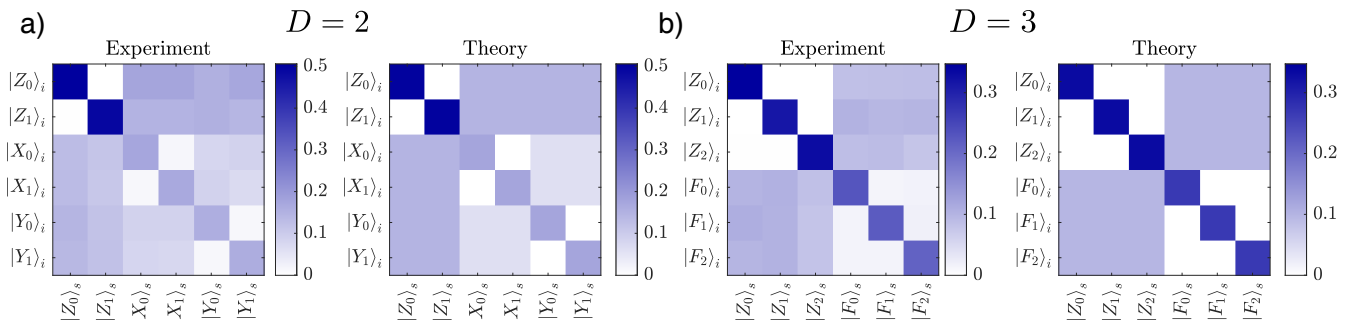 a)
D = 2
Experiment
Theory
|Z₀⟩ᵢ
|Z₁⟩ᵢ
|X₀⟩ᵢ
|X₁⟩ᵢ
|Y₀⟩ᵢ
|Y₁⟩ᵢ
|Z₀⟩ₛ |Z₁⟩ₛ X₀⟩ₛ X₁⟩ₛ |Y₀⟩ₛ |Y₁⟩ₛ
0.5
0.4
0.3
0.2
0.1
0
|Z₀⟩ᵢ
|Z₁⟩ᵢ
|X₀⟩ᵢ
|X₁⟩ᵢ
|Y₀⟩ᵢ
|Y₁⟩ᵢ
|Z₀⟩ₛ |Z₁⟩ₛ X₀⟩ₛ X₁⟩ₛ |Y₀⟩ₛ |Y₁⟩ₛ
0.5
0.4
0.3
0.2
0.1
0
b)
D = 3
Experiment
Theory
|Z₀⟩ᵢ
|Z₁⟩ᵢ
|Z₂⟩ᵢ
|F₀⟩ᵢ
|F₁⟩ᵢ
|F₂⟩ᵢ
|Z₀⟩ₛ |Z₁⟩ₛ |Z₂⟩ₛ |F₀⟩ₛ |F₁⟩ₛ |F₂⟩ₛ
0.3
0.2
0.1
0
|Z₀⟩ᵢ
|Z₁⟩ᵢ
|Z₂⟩ᵢ
|F₀⟩ᵢ
|F₁⟩ᵢ
|F₂⟩ᵢ
|Z₀⟩ₛ |Z₁⟩ₛ |Z₂⟩ₛ |F₀⟩ₛ |F₁⟩ₛ |F₂⟩ₛ
0.3
0.2
0.1
0